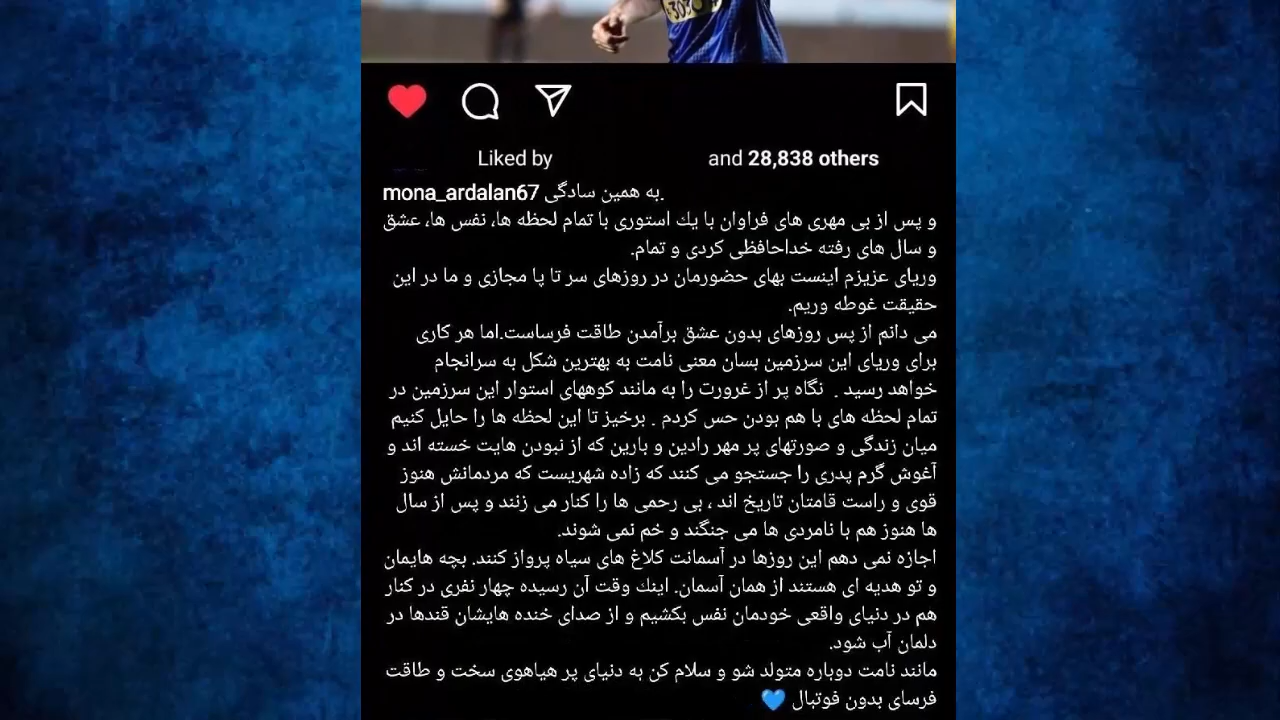 309
Liked by and 28,838 others
mona_ardalan67 به همین سادگی.
و پس از بی مهری های فراوان با یك استوری با تمام لحظه ها، نفس ها، عشق
و سال های رفته خداحافظی کردی و تمام.
وریای عزیزم اینست بهای حضورمان در روزهای سر تا پا مجازی و ما در این
حقیقت غوطه وریم.
می دانم از پس روزهای بدون عشق برآمدن طاقت فرساست.اما هر کاری
برای وریای این سرزمین بسان معنی نامت به بهترین شکل به سرانجام
خواهد رسید . نگاه پر از غرورت را به مانند کوههای استوار این سرزمین در
تمام لحظه های با هم بودن حس کردم . برخیز تا این لحظه ها را حایل کنیم
میان زندگی و صورتهای پر مهر رادین و بارین که از نبودن هایت خسته اند و
آغوش گرم پدری را جستجو می کنند که زاده شهریست که مردمانش هنوز
قوی و راست قامتان تاریخ اند ، بی رحمی ها را کنار می زنند و پس از سال
ها هنوز هم با نامردی ها می جنگند و خم نمی شوند.
اجازه نمی دهم این روزها در آسمانت کلاغ های سیاه پرواز کنند. بچه هایمان
و تو هدیه ای هستند از همان آسمان. اینك وقت آن رسیده چهار نفری در کنار
هم در دنیای واقعی خودمان نفس بکشیم و از صدای خنده هایشان قندها در
دلمان آب شود.
مانند نامت دوباره متولد شو و سلام کن به دنیای پر هیاهوی سخت و طاقت
فرسای بدون فوتبال 💙